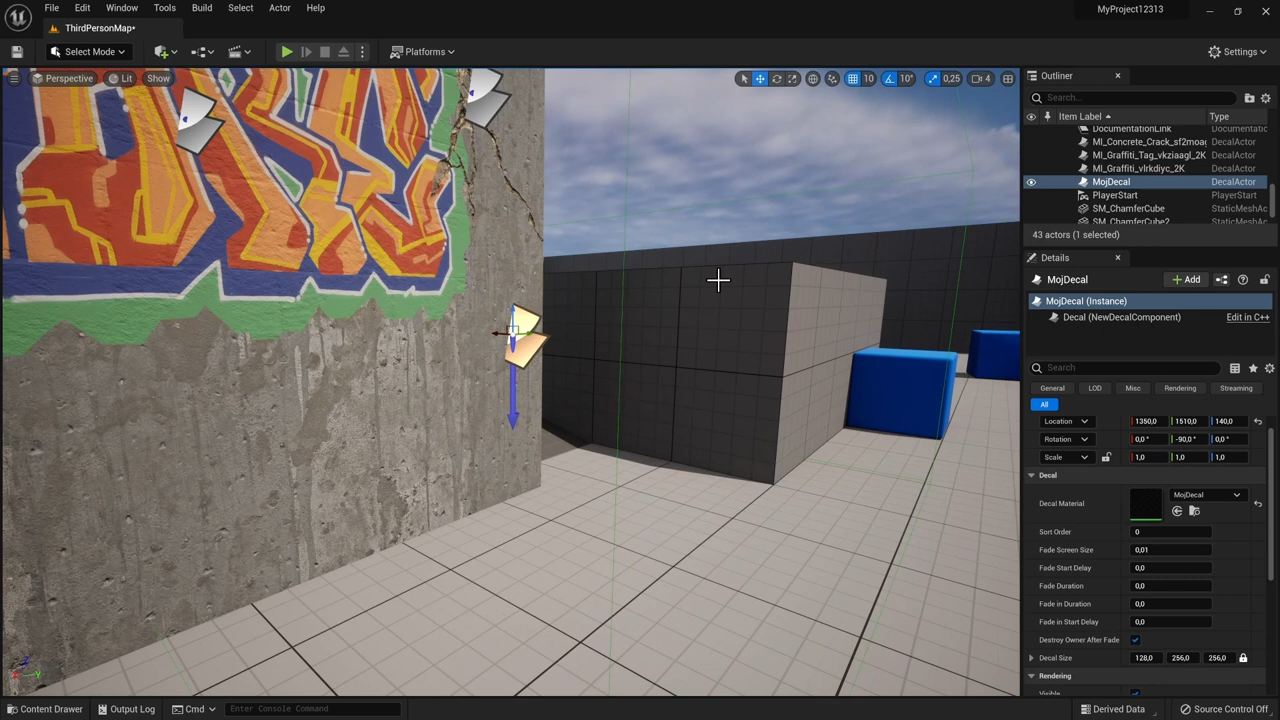 File Edit Window Tools Build Select Actor Help
MyProject12313
ThirdPersonMap*
Select Mode
Platforms
Settings
Perspective Lit Show
10 10° 0,25 4
Outliner
Search...
Item Label Type
DocumentationLink Documentatic
MI_Concrete_Crack_sf2moag DecalActor
MI_Graffiti_Tag_vkziaagl_2K DecalActor
MI_Graffiti_vlrkdiyc_2K DecalActor
MojDecal DecalActor
PlayerStart PlayerStart
SM_ChamferCube StaticMeshAc
SM_ChamferCube2 StaticMeshAc
43 actors (1 selected)
Details
MojDecal
Add
MojDecal (Instance)
Decal (NewDecalComponent) Edit in C++
Search
General LOD Misc Rendering Streaming
All
Location 1350,0 1510,0 140,0
Rotation 0,0 ° -90,0 ° 0,0 °
Scale 1,0 1,0 1,0
Decal
Decal Material MojDecal
Sort Order 0
Fade Screen Size 0,01
Fade Start Delay 0,0
Fade Duration 0,0
Fade in Duration 0,0
Fade in Start Delay 0,0
Destroy Owner After Fade
Decal Size 128,0 256,0 256,0
Rendering
Visible
Content Drawer Output Log Cmd Enter Console Command
Derived Data Source Control Off